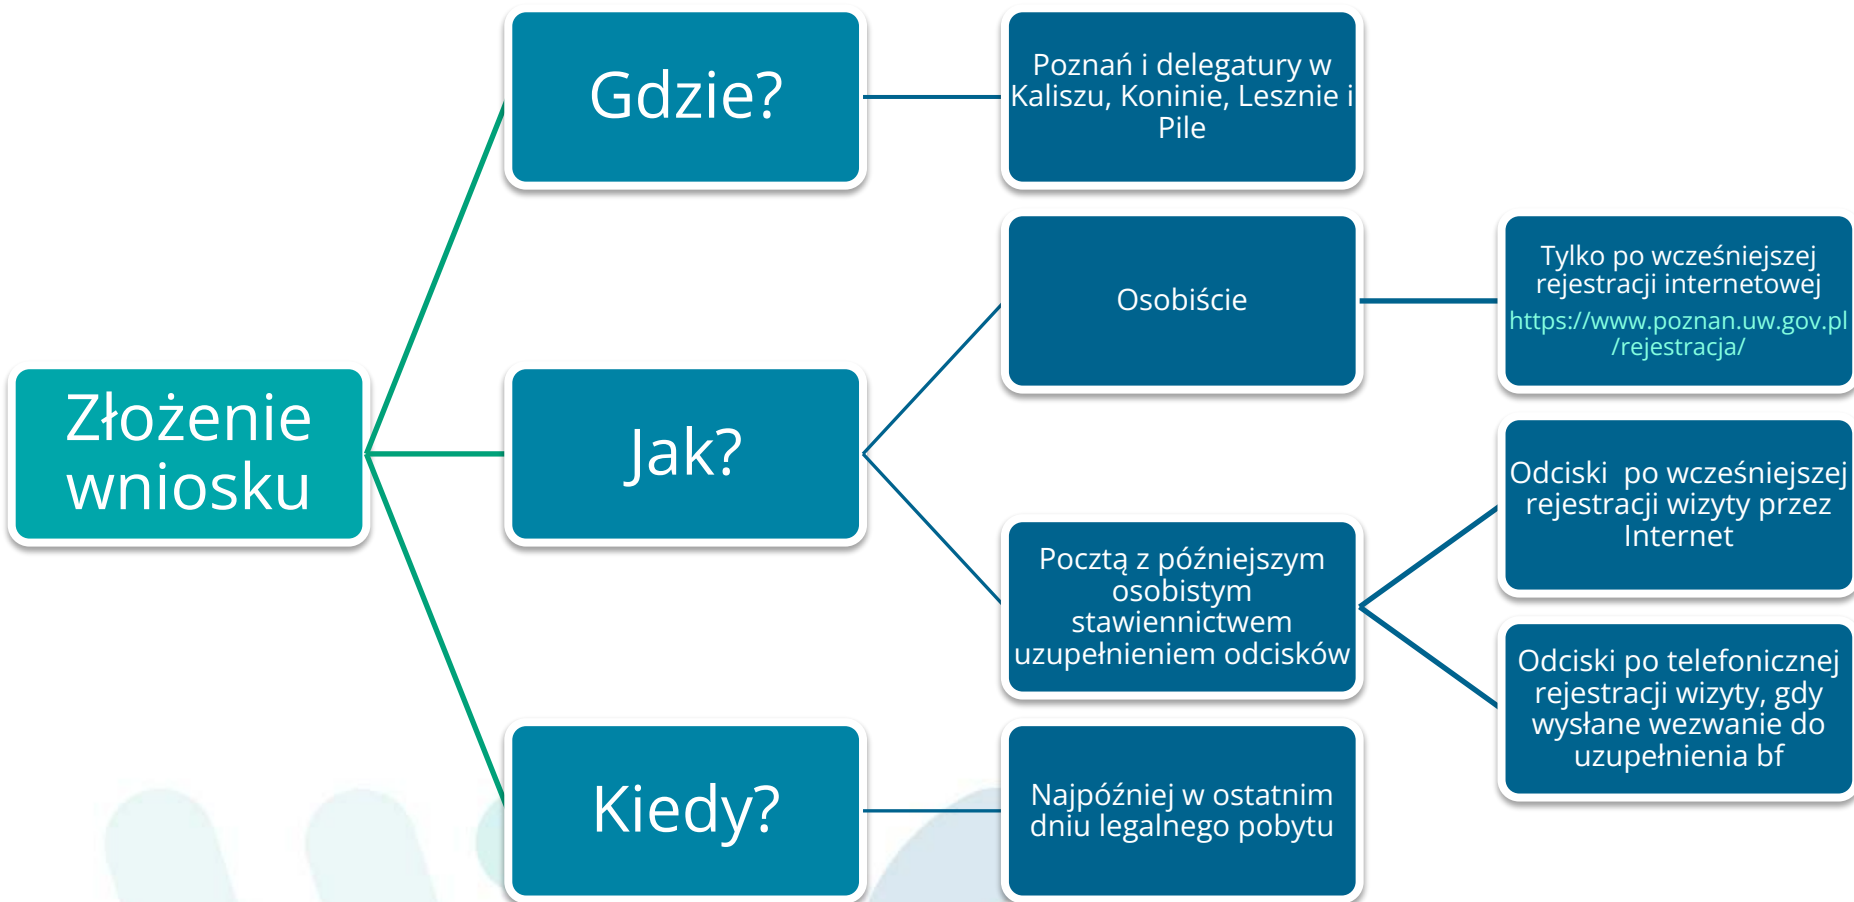 Złożenie
wniosku
Gdzie?
Poznań i delegatury w
Kaliszu, Koninie, Lesznie i
Pile
Jak?
Osobiście
Tylko po wcześniejszej
rejestracji internetowej
https://www.poznan.uw.gov.pl
/rejestracja/
Pocztą z późniejszym
osobistym
stawiennictwem
uzupełnieniem odcisków
Odciski  po wcześniejszej
rejestracji wizyty przez
Internet
Odciski po telefonicznej
rejestracji wizyty, gdy
wysłane wezwanie do
uzupełnienia bf
Kiedy?
Najpóźniej w ostatnim
dniu legalnego pobytu